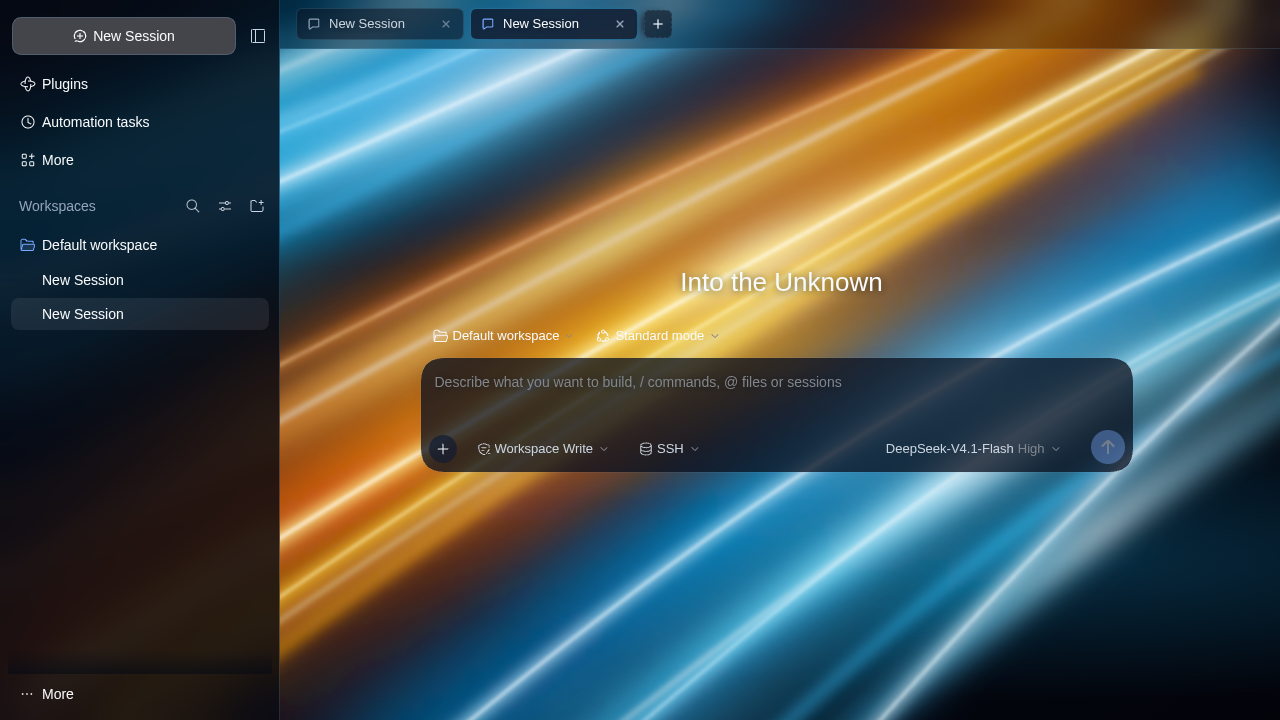 New Session
Plugins
Automation tasks
More
Workspaces
Default workspace
New Session
New Session
More
New Session
New Session
Into the Unknown
Default workspace
Standard mode
Describe what you want to build, / commands, @ files or sessions
Workspace Write
SSH
DeepSeek-V4.1-Flash High